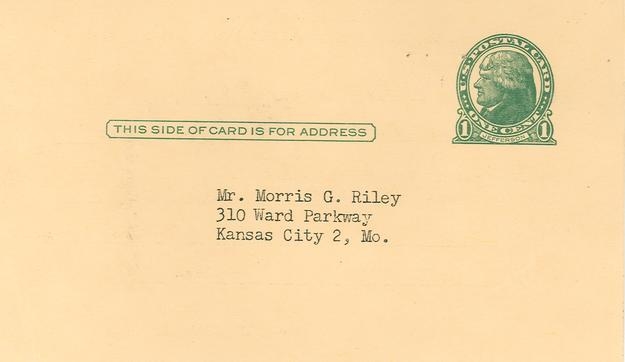 U.S. POSTAL CARD
ONE CENT
1 JEFFERSON 1
THIS SIDE OF CARD IS FOR ADDRESS
Mr. Morris G. Riley
310 Ward Parkway
Kansas City 2, Mo.